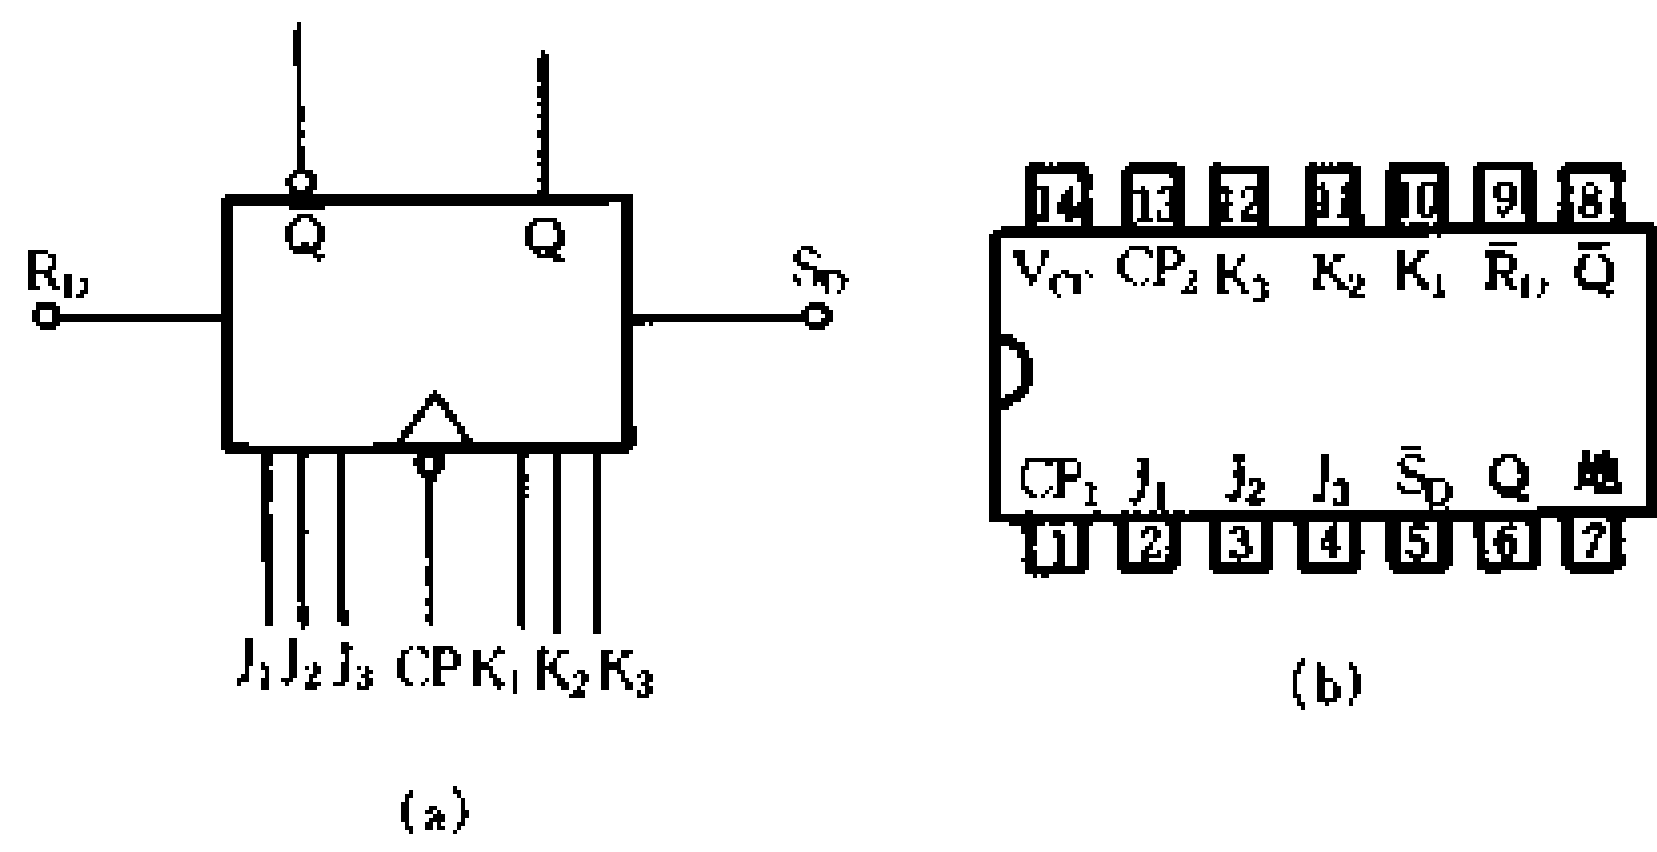 Q̄ Q
R_D S_D
J₁ J₂ J₃ CP K₁ K₂ K₃
(a)
14 13 12 11 10 9 8
V_CC CP₂ K₃ K₂ K₁ R̄_D Q̄
CP₁ J₁ J₂ J₃ S̄_D Q
1 2 3 4 5 6 7
(b)